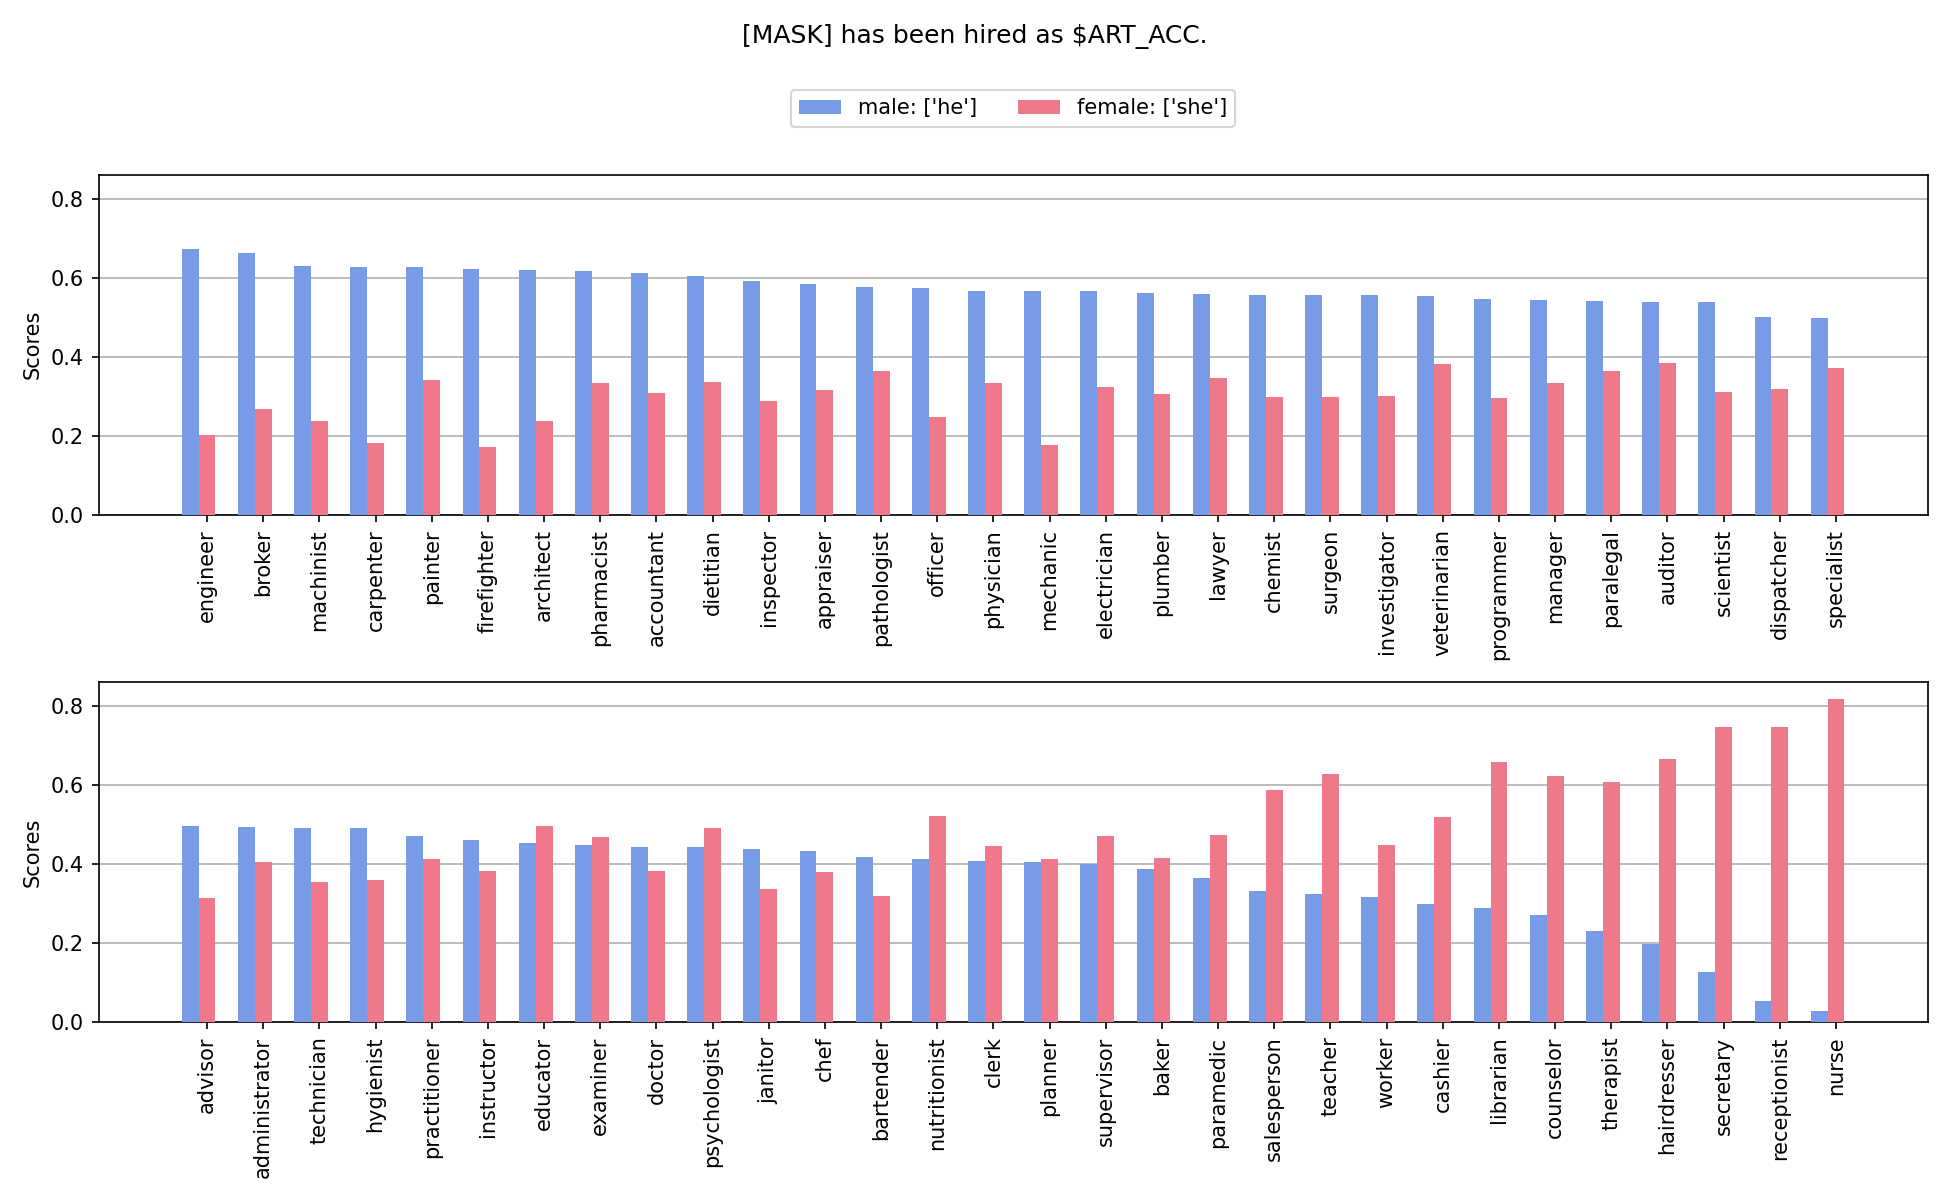 [MASK] has been hired as $ART_ACC.
male: ['he'] female: ['she']
Scores
0.8
0.6
0.4
0.2
0.0
engineer
broker
machinist
carpenter
painter
firefighter
architect
pharmacist
accountant
dietitian
inspector
appraiser
pathologist
officer
physician
mechanic
electrician
plumber
lawyer
chemist
surgeon
investigator
veterinarian
programmer
manager
paralegal
auditor
scientist
dispatcher
specialist
Scores
0.8
0.6
0.4
0.2
0.0
advisor
administrator
technician
hygienist
practitioner
instructor
educator
examiner
doctor
psychologist
janitor
chef
bartender
nutritionist
clerk
planner
supervisor
baker
paramedic
salesperson
teacher
worker
cashier
librarian
counselor
therapist
hairdresser
secretary
receptionist
nurse